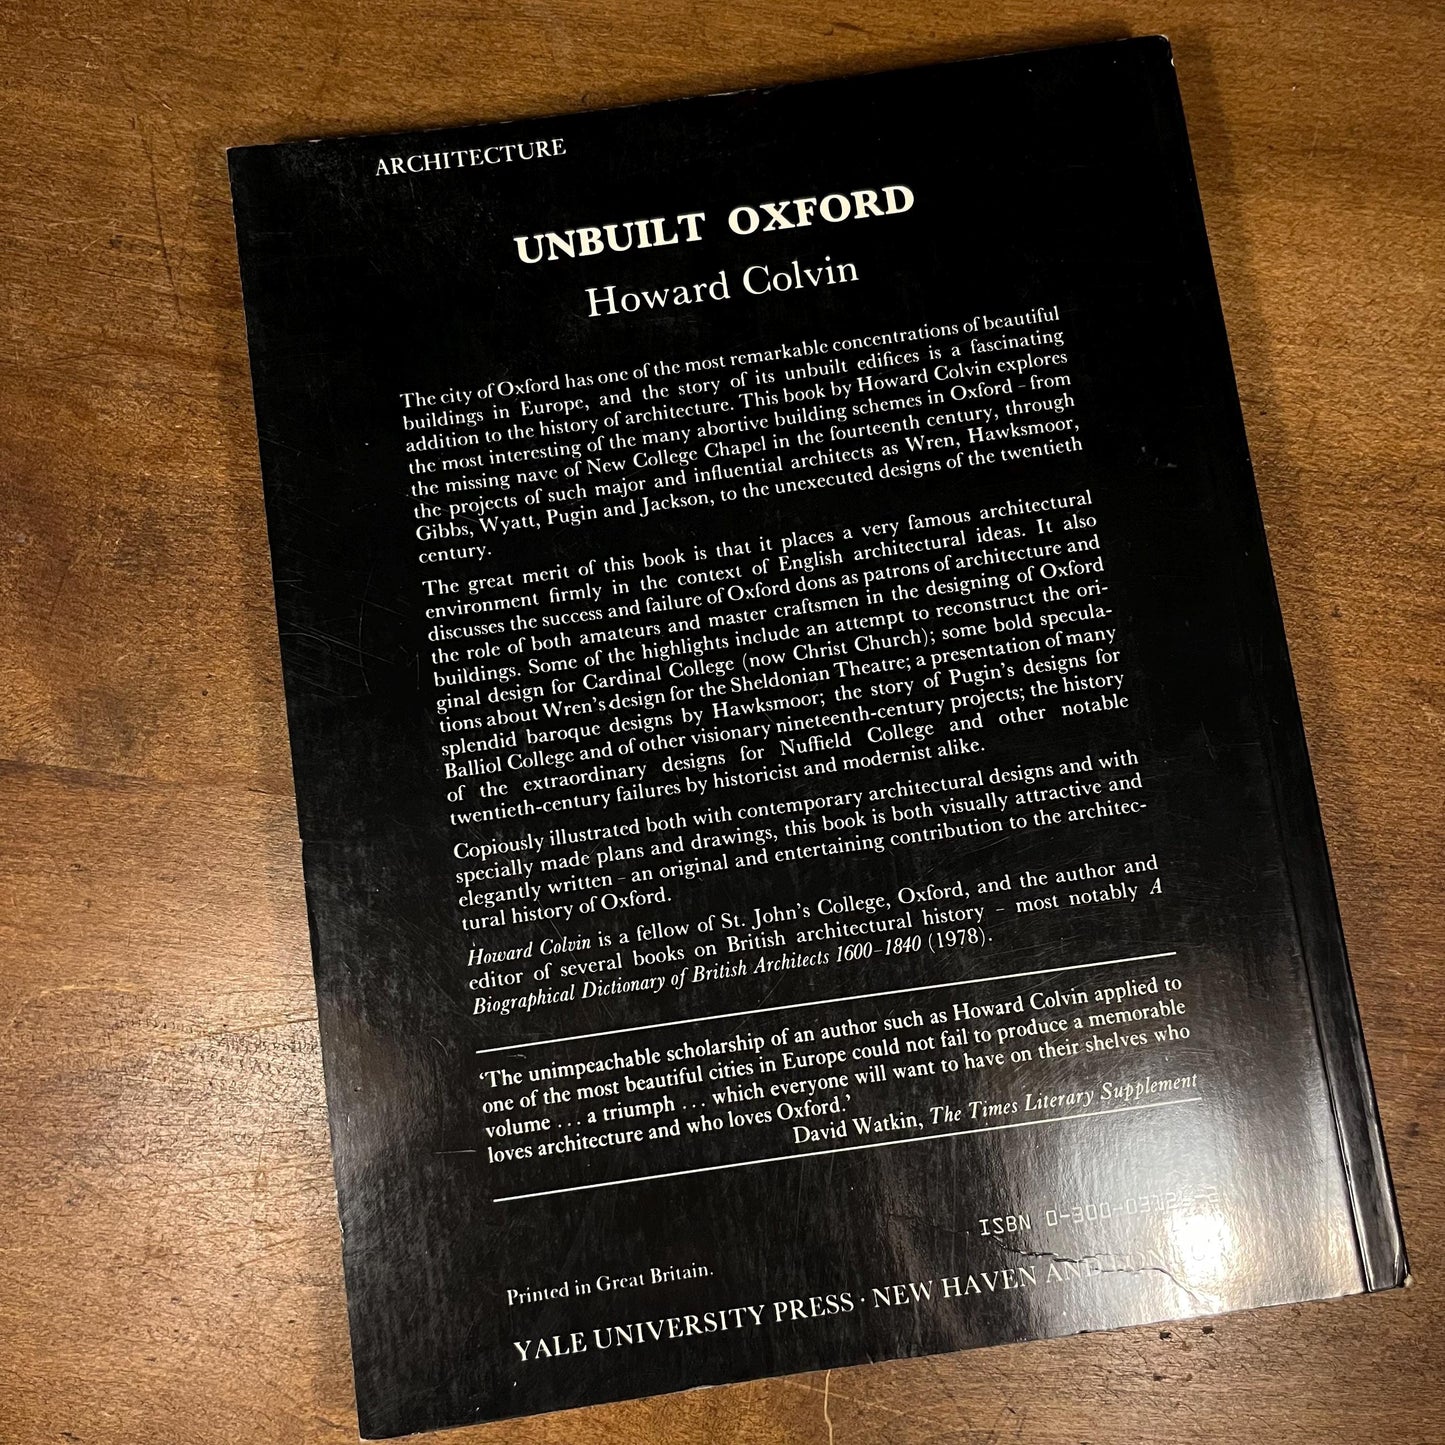 ARCHITECTURE
UNBUILT OXFORD
Howard Colvin
The city of Oxford has one of the most remarkable concentrations of beautiful
buildings in Europe, and the story of its unbuilt edifices is a fascinating
addition to the history of architecture. This book by Howard Colvin explores
the most interesting of the many abortive building schemes in Oxford – from
the missing nave of New College Chapel in the fourteenth century, through
the projects of such major and influential architects as Wren, Hawksmoor,
Gibbs, Wyatt, Pugin and Jackson, to the unexecuted designs of the twentieth
century.
The great merit of this book is that it places a very famous architectural
environment firmly in the context of English architectural ideas. It also
discusses the success and failure of Oxford dons as patrons of architecture and
the role of both amateurs and master craftsmen in the designing of Oxford
buildings. Some of the highlights include an attempt to reconstruct the ori-
ginal design for Cardinal College (now Christ Church); some bold specula-
tions about Wren's design for the Sheldonian Theatre; a presentation of many
splendid baroque designs by Hawksmoor; the story of Pugin's designs for
Balliol College and of other visionary nineteenth-century projects; the history
of the extraordinary designs for Nuffield College and other notable
twentieth-century failures by historicist and modernist alike.
Copiously illustrated both with contemporary architectural designs and with
specially made plans and drawings, this book is both visually attractive and
elegantly written – an original and entertaining contribution to the architec-
tural history of Oxford.
Howard Colvin is a fellow of St. John's College, Oxford, and the author and
editor of several books on British architectural history – most notably A
Biographical Dictionary of British Architects 1600–1840 (1978).
'The unimpeachable scholarship of an author such as Howard Colvin applied to
one of the most beautiful cities in Europe could not fail to produce a memorable
volume . . . a triumph . . . which everyone will want to have on their shelves who
loves architecture and who loves Oxford.'
David Watkin, The Times Literary Supplement
ISBN
Printed in Great Britain.
YALE UNIVERSITY PRESS · NEW HAVEN AND